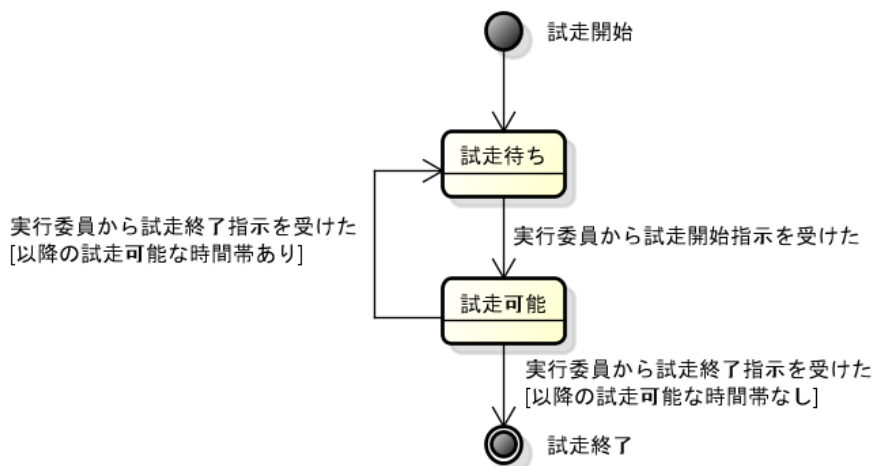 試走開始
試走待ち
実行委員から試走終了指示を受けた
[以降の試走可能な時間帯あり]
実行委員から試走開始指示を受けた
試走可能
実行委員から試走終了指示を受けた
[以降の試走可能な時間帯なし]
試走終了